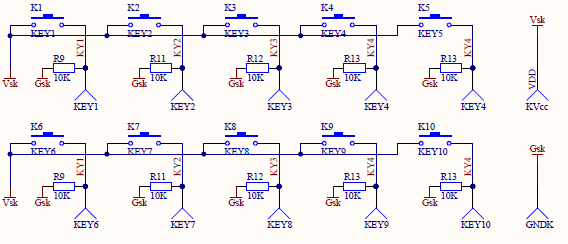 K1 K2 K3 K4 K5 Vsk
KEY1 KEY2 KEY3 KEY4 KEY5
KY1 KY2 KY3 KY4 KY4
R9 R11 R12 R13 R13
VDD
Vsk 10K Gsk 10K Gsk 10K Gsk 10K Gsk 10K
Gsk
KEY1 KEY2 KEY3 KEY4 KEY4 KVcc
K6 K7 K8 K9 K10
KEY6 KEY7 KEY8 KEY9 KEY10 Gsk
KY1 KY2 KY3 KY4 KY4
R9 R11 R12 R13 R13
10K 10K 10K 10K 10K
Vsk Gsk Gsk Gsk Gsk Gsk
KEY6 KEY7 KEY8 KEY9 KEY10 GNDK